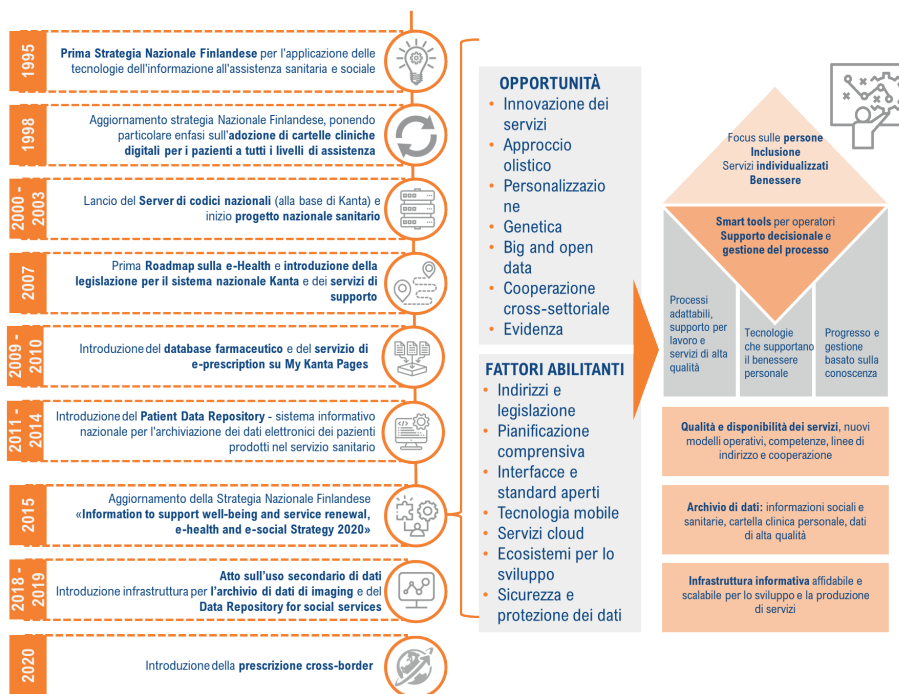 1995
Prima Strategia Nazionale Finlandese per l'applicazione delle
tecnologie dell'informazione all'assistenza sanitaria e sociale
1998
Aggiornamento strategia Nazionale Finlandese, ponendo
particolare enfasi sull'adozione di cartelle cliniche
digitali per i pazienti a tutti i livelli di assistenza
2000 -
2003
Lancio del Server di codici nazionali (alla base di Kanta) e
inizio progetto nazionale sanitario
2007
Prima Roadmap sulla e-Health e introduzione della
legislazione per il sistema nazionale Kanta e dei servizi di
supporto
2009 -
2010
Introduzione del database farmaceutico e del servizio di
e-prescription su My Kanta Pages
2011 -
2014
Introduzione del Patient Data Repository - sistema informativo
nazionale per l'archiviazione dei dati elettronici dei pazienti
prodotti nel servizio sanitario
2015
Aggiornamento della Strategia Nazionale Finlandese
«Information to support well-being and service renewal,
e-health and e-social Strategy 2020»
2018 -
2019
Atto sull'uso secondario di dati
Introduzione infrastruttura per l'archivio di dati di imaging e del
Data Repository for social services
2020
Introduzione della prescrizione cross-border
OPPORTUNITÀ
• Innovazione dei
servizi
• Approccio
olistico
• Personalizzazio
ne
• Genetica
• Big and open
data
• Cooperazione
cross-settoriale
• Evidenza
FATTORI ABILITANTI
• Indirizzi e
legislazione
• Pianificazione
comprensiva
• Interfacce e
standard aperti
• Tecnologia mobile
• Servizi cloud
• Ecosistemi per lo
sviluppo
• Sicurezza e
protezione dei dati
Focus sulle persone
Inclusione
Servizi individualizzati
Benessere
Smart tools per operatori
Supporto decisionale e
gestione del processo
Processi
adattabili,
supporto per
lavoro e
servizi di alta
qualità
Tecnologie
che supportano
il benessere
personale
Progresso e
gestione
basato sulla
conoscenza
Qualità e disponibilità dei servizi, nuovi
modelli operativi, competenze, linee di
indirizzo e cooperazione
Archivio di dati: informazioni sociali e
sanitarie, cartella clinica personale, dati
di alta qualità
Infrastruttura informativa affidabile e
scalabile per lo sviluppo e la produzione
di servizi